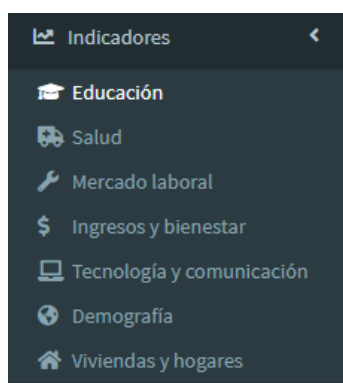 Indicadores
Educación
Salud
Mercado laboral
$ Ingresos y bienestar
Tecnología y comunicación
Demografía
Viviendas y hogares